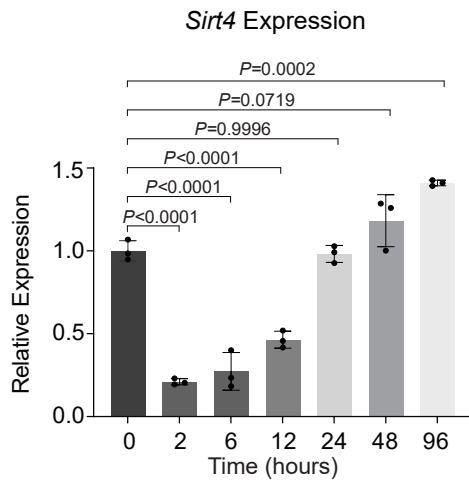 Sirt4 Expression
P=0.0002
P=0.0719
P=0.9996
P<0.0001
P<0.0001
P<0.0001
Relative Expression
1.5
1.0
0.5
0.0
0 2 6 12 24 48 96
Time (hours)